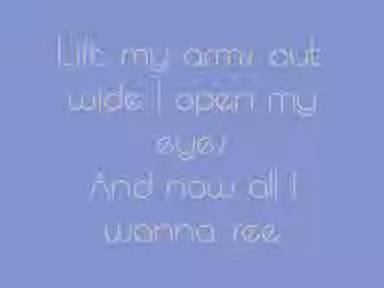 Lift my arms out
wide I open my
eyes
And now all I
wanna see